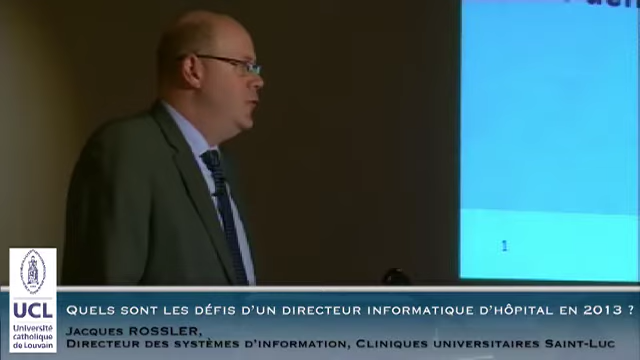 1
UCL
Université
catholique
de Louvain
QUELS SONT LES DÉFIS D'UN DIRECTEUR INFORMATIQUE D'HÔPITAL EN 2013 ?
JACQUES ROSSLER,
DIRECTEUR DES SYSTÈMES D'INFORMATION, CLINIQUES UNIVERSITAIRES SAINT-LUC